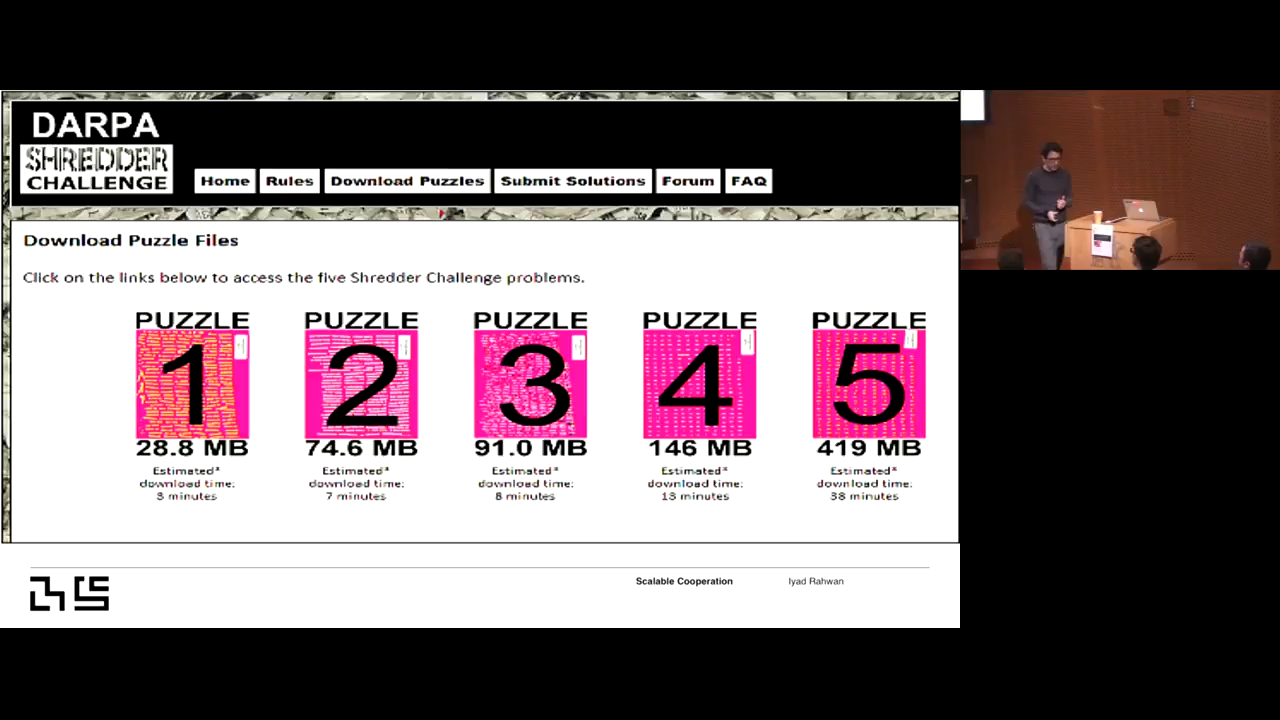 DARPA
SHREDDER
CHALLENGE
Home
Rules
Download Puzzles
Submit Solutions
Forum
FAQ
Download Puzzle Files
Click on the links below to access the five Shredder Challenge problems.
PUZZLE
1
28.8 MB
Estimated*
download time:
3 minutes
PUZZLE
2
74.6 MB
Estimated*
download time:
7 minutes
PUZZLE
3
91.0 MB
Estimated*
download time:
8 minutes
PUZZLE
4
146 MB
Estimated*
download time:
13 minutes
PUZZLE
5
419 MB
Estimated*
download time:
38 minutes
Scalable Cooperation
Iyad Rahwan